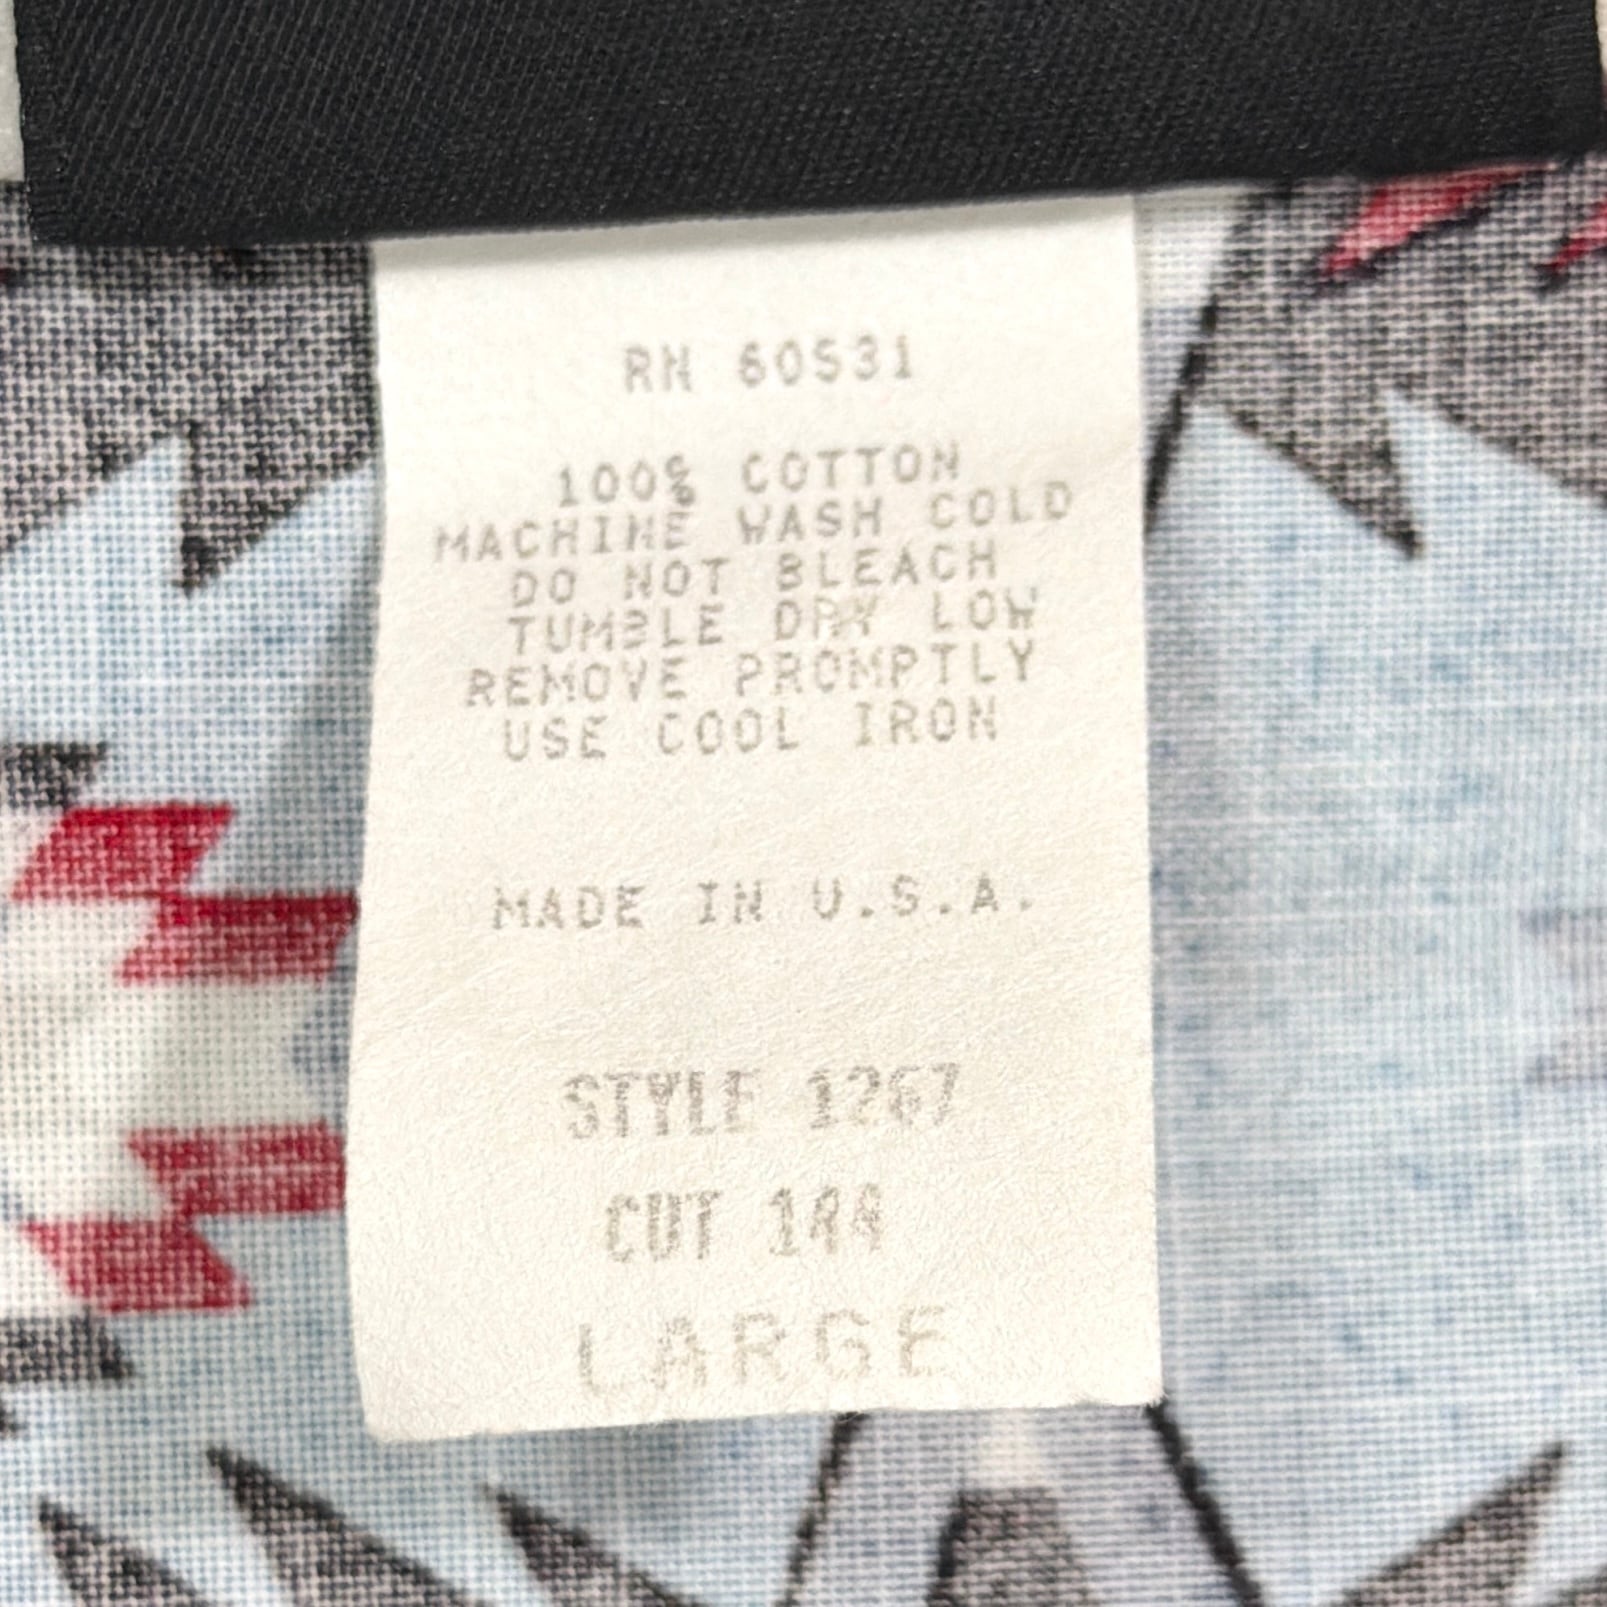 RN 60531
100% COTTON
MACHINE WASH COLD
DO NOT BLEACH
TUMBLE DRY LOW
REMOVE PROMPTLY
USE COOL IRON
MADE IN U.S.A.
STYLE 1267
CUT 144
LARGE